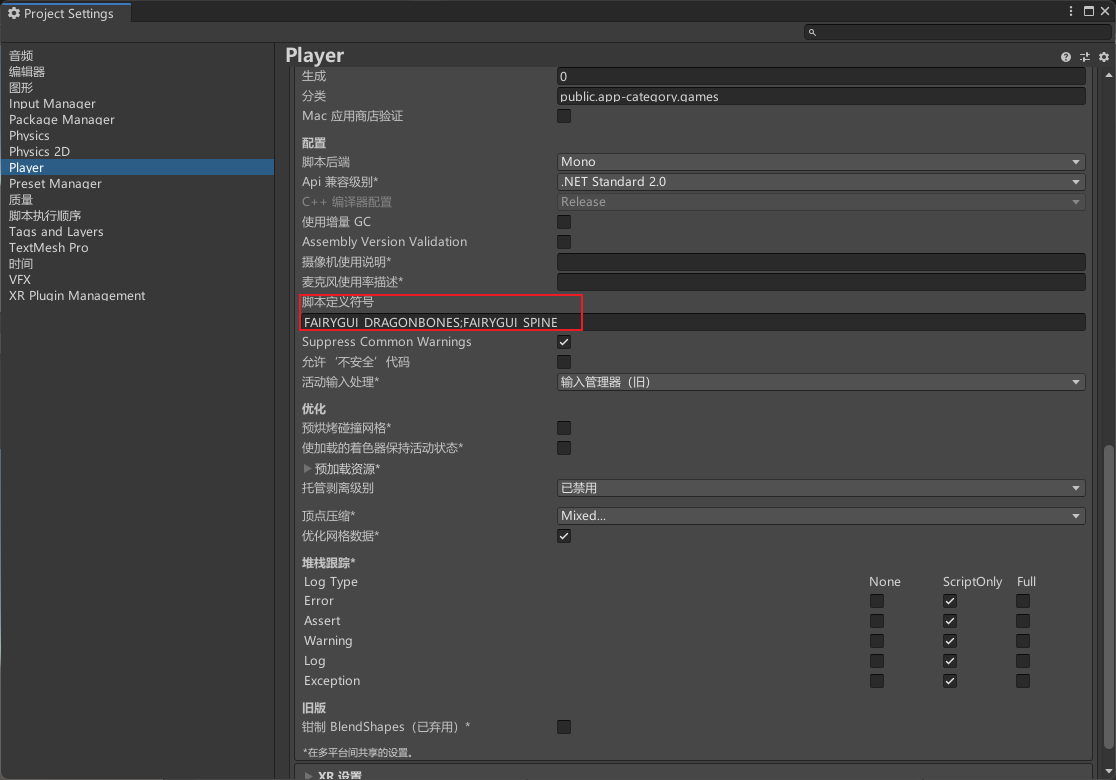 Project Settings
音频
编辑器
图形
Input Manager
Package Manager
Physics
Physics 2D
Player
Preset Manager
质量
脚本执行顺序
Tags and Layers
TextMesh Pro
时间
VFX
XR Plugin Management
Player
生成 0
分类 public.app-category.games
Mac 应用商店验证
配置
脚本后端 Mono
Api 兼容级别* .NET Standard 2.0
C++ 编译器配置 Release
使用增量 GC
Assembly Version Validation
摄像机使用说明*
麦克风使用率描述*
脚本定义符号
FAIRYGUI_DRAGONBONES;FAIRYGUI_SPINE
Suppress Common Warnings
允许‘不安全’代码
活动输入处理* 输入管理器（旧）
优化
预烘烤碰撞网格*
使加载的着色器保持活动状态*
预加载资源*
托管剥离级别 已禁用
顶点压缩* Mixed...
优化网格数据*
堆栈跟踪*
Log Type None ScriptOnly Full
Error
Assert
Warning
Log
Exception
旧版
钳制 BlendShapes（已弃用）*
*在多平台间共享的设置。
XR 设置